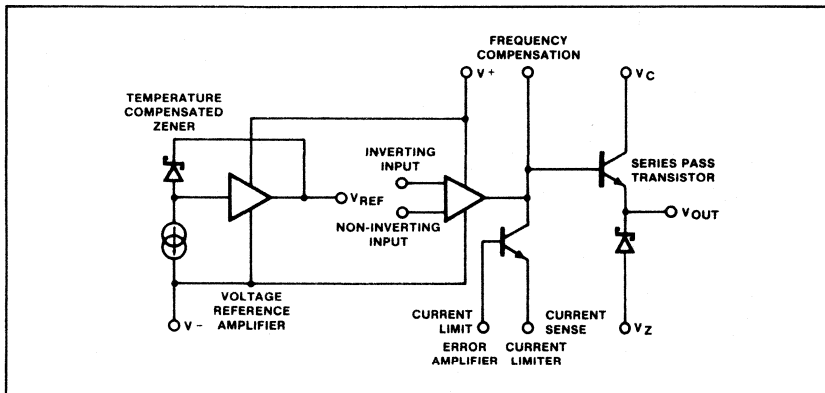 FREQUENCY
COMPENSATION
V+
VC
TEMPERATURE
COMPENSATED
ZENER
INVERTING
INPUT
SERIES PASS
TRANSISTOR
VREF
VOUT
NON-INVERTING
INPUT
VOLTAGE
REFERENCE
AMPLIFIER
V-
CURRENT
LIMIT
ERROR
AMPLIFIER
CURRENT
SENSE
CURRENT
LIMITER
VZ